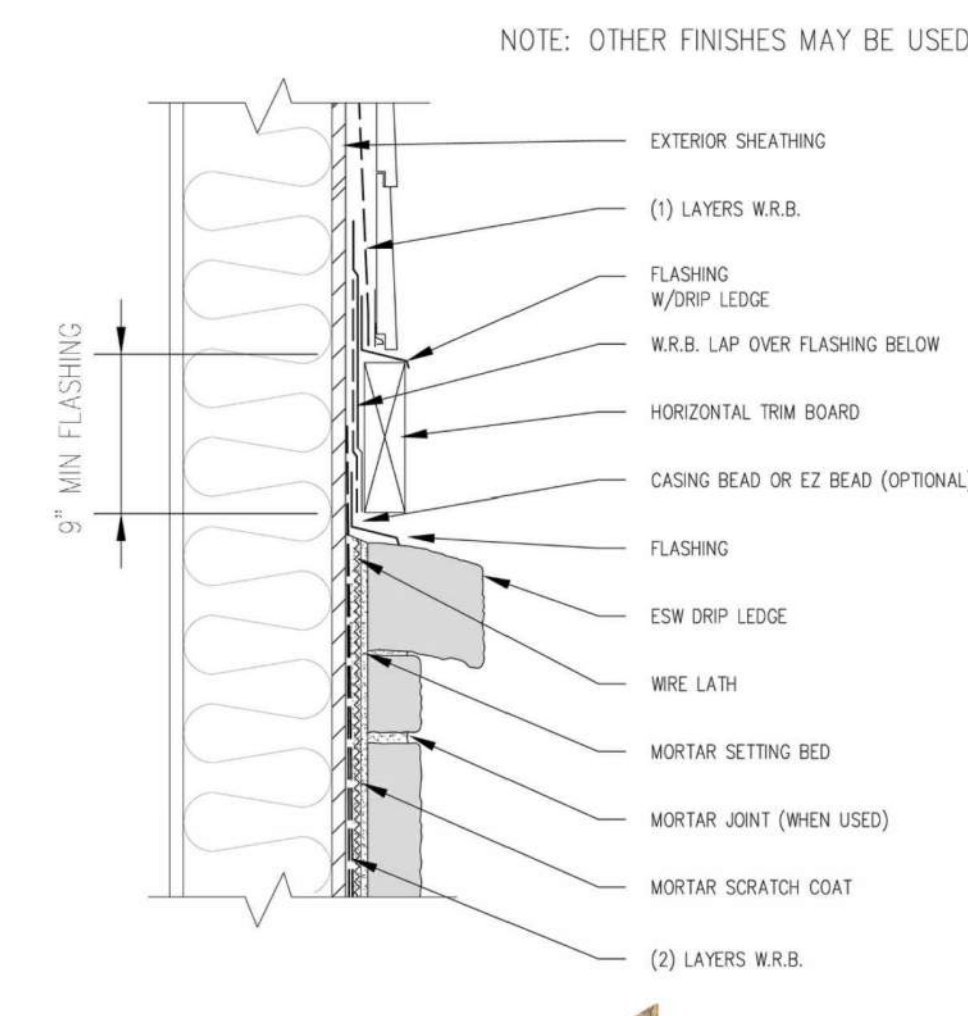 NOTE: OTHER FINISHES MAY BE USED
EXTERIOR SHEATHING
(1) LAYERS W.R.B.
FLASHING
W/DRIP LEDGE
W.R.B. LAP OVER FLASHING BELOW
HORIZONTAL TRIM BOARD
CASING BEAD OR EZ BEAD (OPTIONAL)
FLASHING
ESW DRIP LEDGE
WIRE LATH
MORTAR SETTING BED
MORTAR JOINT (WHEN USED)
MORTAR SCRATCH COAT
(2) LAYERS W.R.B.
9" MIN FLASHING